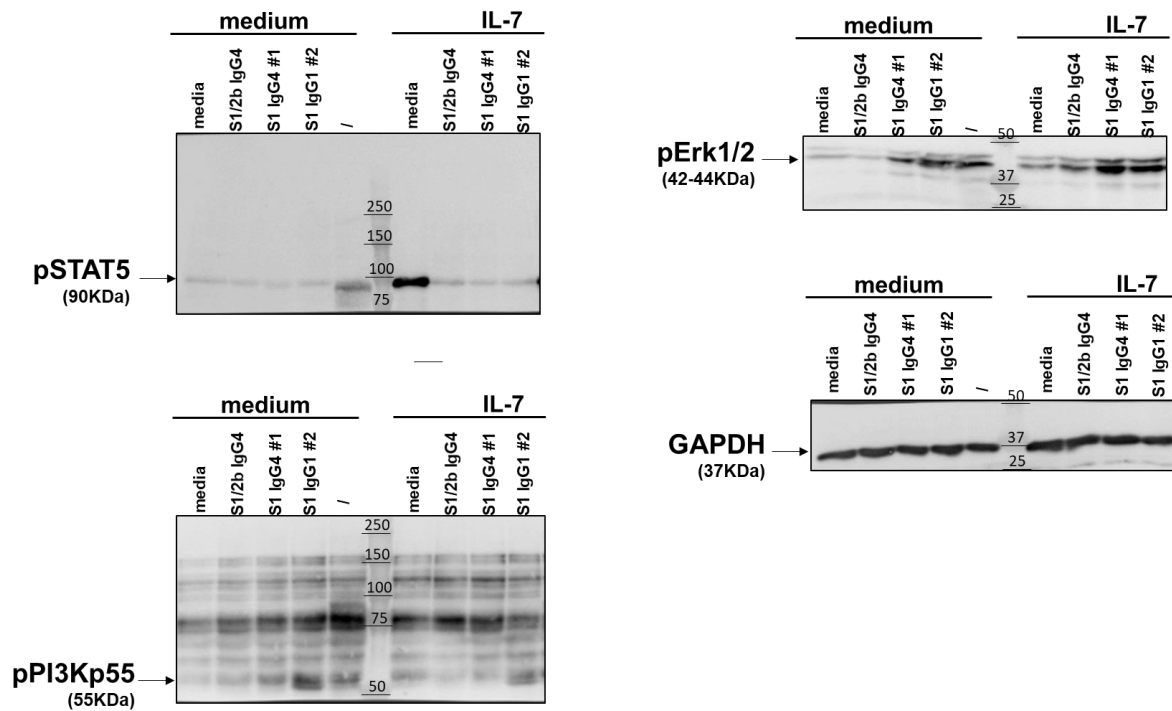 medium IL-7
media S1/2b IgG4 S1 IgG4 #1 S1 IgG1 #2 / media S1/2b IgG4 S1 IgG4 #1 S1 IgG1 #2
250
150
100
75
pSTAT5
(90KDa)
medium IL-7
media S1/2b IgG4 S1 IgG4 #1 S1 IgG1 #2 / media S1/2b IgG4 S1 IgG4 #1 S1 IgG1 #2
250
150
100
75
50
pPI3Kp55
(55KDa)
medium IL-7
media S1/2b IgG4 S1 IgG4 #1 S1 IgG1 #2 / media S1/2b IgG4 S1 IgG4 #1 S1 IgG1 #2
50
37
25
pErk1/2
(42-44KDa)
medium IL-7
media S1/2b IgG4 S1 IgG4 #1 S1 IgG1 #2 / media S1/2b IgG4 S1 IgG4 #1 S1 IgG1 #2
50
37
25
GAPDH
(37KDa)